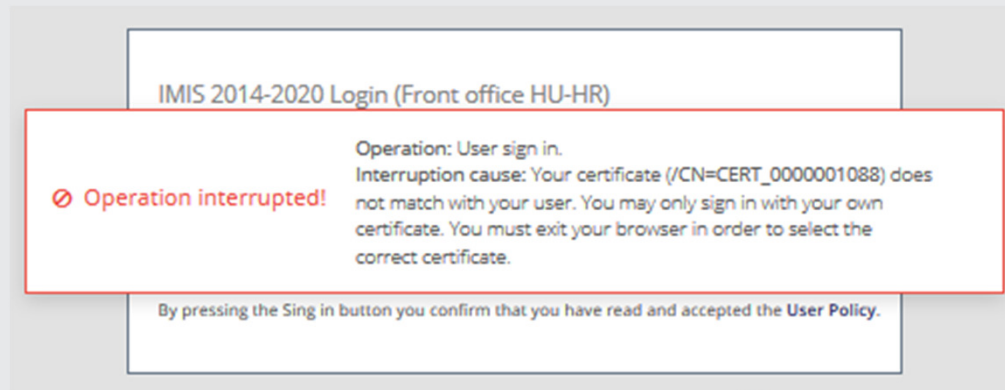 IMIS 2014-2020 Login (Front office HU-HR)
Operation interrupted!
Operation: User sign in.
Interruption cause: Your certificate (/CN=CERT_0000001088) does
not match with your user. You may only sign in with your own
certificate. You must exit your browser in order to select the
correct certificate.
By pressing the Sing in button you confirm that you have read and accepted the User Policy.